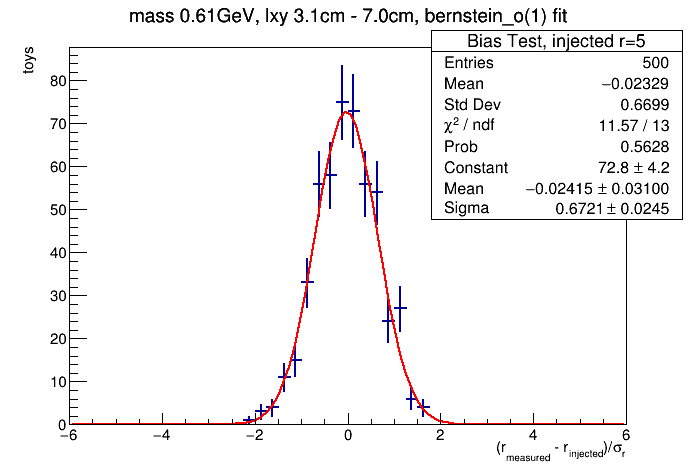 mass 0.61GeV, lxy 3.1cm - 7.0cm, bernstein_o(1) fit
Bias Test, injected r=5
Entries 500
Mean −0.02329
Std Dev 0.6699
χ² / ndf 11.57 / 13
Prob 0.5628
Constant 72.8 ± 4.2
Mean −0.02415 ± 0.03100
Sigma 0.6721 ± 0.0245
toys
80
70
60
50
40
30
20
10
0
−6 −4 −2 0 2 4 6
(r_measured - r_injected)/σ_r